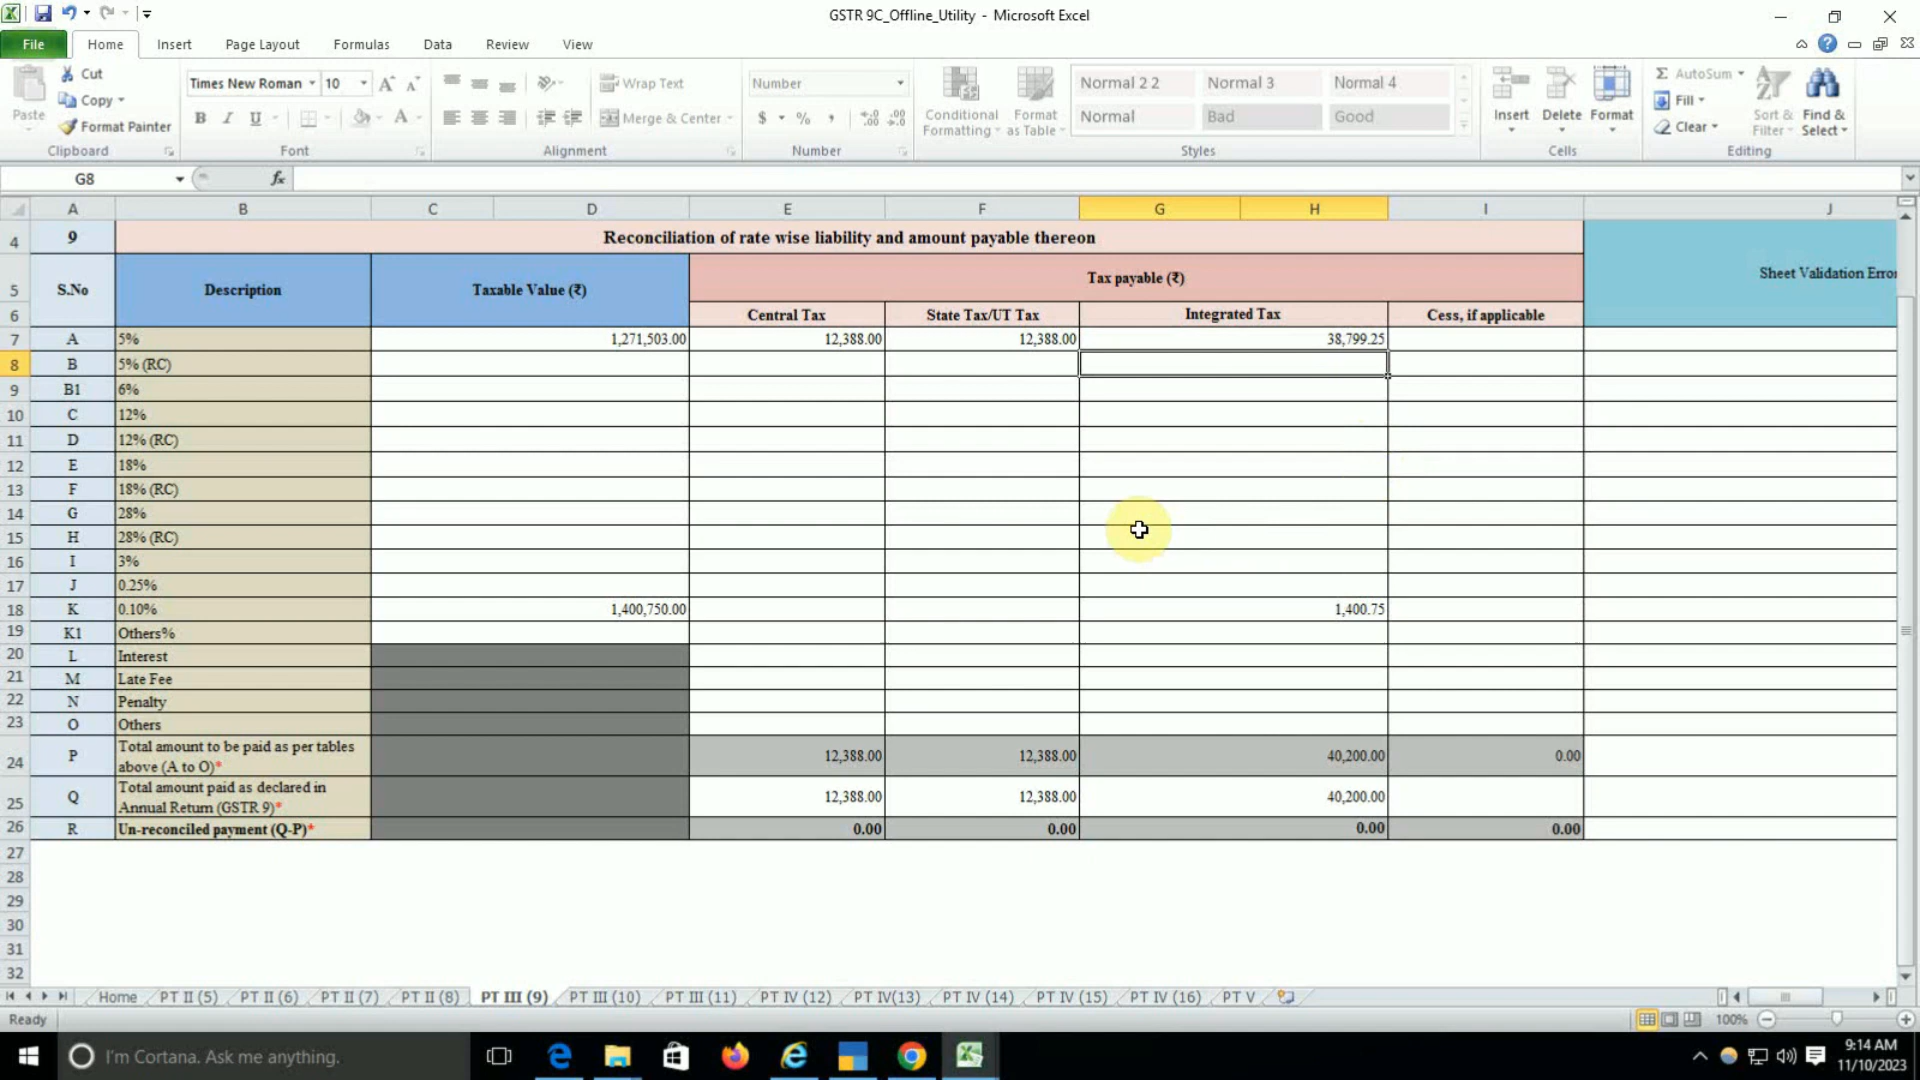 GSTR 9C_Offline_Utility - Microsoft Excel
File Home Insert Page Layout Formulas Data Review View
Cut
Copy
Format Painter
Paste
Clipboard
Times New Roman 10
B I U
Font
Wrap Text
Merge & Center
Alignment
Number
$ % ,
Number
Conditional Formatting
Format as Table
Normal 2 2 Normal 3 Normal 4
Normal Bad Good
Styles
Insert Delete Format
Cells
Σ AutoSum
Fill
Clear
Sort & Filter
Find & Select
Editing
G8 fx
A B C D E F G H I J
4 9 Reconciliation of rate wise liability and amount payable thereon
Sheet Validation Error
5 S.No Description Taxable Value (₹) Tax payable (₹)
6 Central Tax State Tax/UT Tax Integrated Tax Cess, if applicable
7 A 5% 1,271,503.00 12,388.00 12,388.00 38,799.25
8 B 5% (RC)
9 B1 6%
10 C 12%
11 D 12% (RC)
12 E 18%
13 F 18% (RC)
14 G 28%
15 H 28% (RC)
16 I 3%
17 J 0.25%
18 K 0.10% 1,400,750.00 1,400.75
19 K1 Others%
20 L Interest
21 M Late Fee
22 N Penalty
23 O Others
24 P Total amount to be paid as per tables above (A to O)* 12,388.00 12,388.00 40,200.00 0.00
25 Q Total amount paid as declared in Annual Return (GSTR 9)* 12,388.00 12,388.00 40,200.00
26 R Un-reconciled payment (Q-P)* 0.00 0.00 0.00 0.00
27
28
29
30
31
32
Home PT II (5) PT II (6) PT II (7) PT II (8) PT III (9) PT III (10) PT III (11) PT IV (12) PT IV(13) PT IV (14) PT IV (15) PT IV (16) PT V
Ready 100%
I'm Cortana. Ask me anything.
9:14 AM
11/10/2023